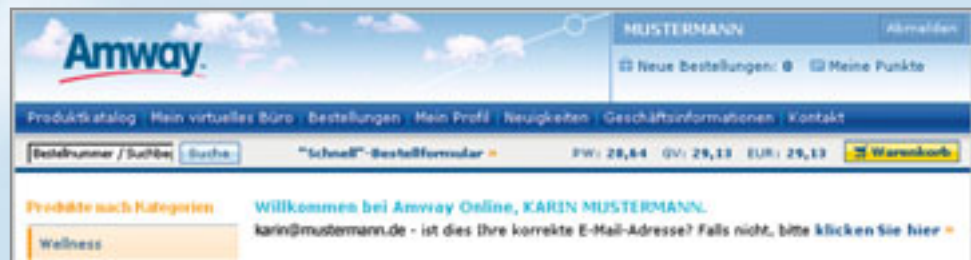 Amway.
MUSTERMANN Abmelden
Neue Bestellungen: 0 Meine Punkte
Produktkatalog Mein virtuelles Büro Bestellungen Mein Profil Neuigkeiten Geschäftsinformationen Kontakt
Bestellnummer / Suchbe Suche "Schnell"-Bestellformular » PW: 28,64 GV: 29,13 EUR: 29,13 Warenkorb
Produkte nach Kategorien
Willkommen bei Amway Online, KARIN MUSTERMANN.
karin@mustermann.de - ist dies Ihre korrekte E-Mail-Adresse? Falls nicht, bitte klicken Sie hier »
Wellness